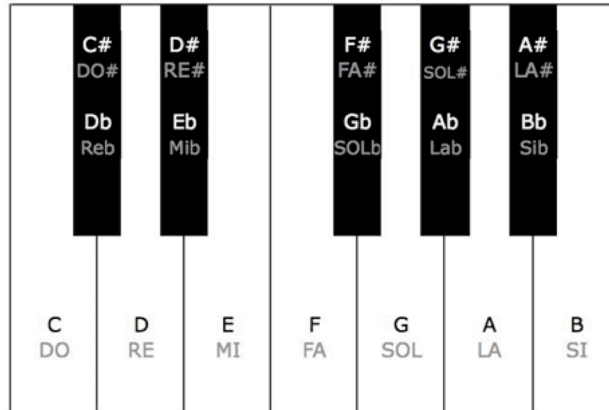 C# D# F# G# A#
DO# RE# FA# SOL# LA#
Db Eb Gb Ab Bb
Reb Mib SOLb Lab Sib
C D E F G A B
DO RE MI FA SOL LA SI